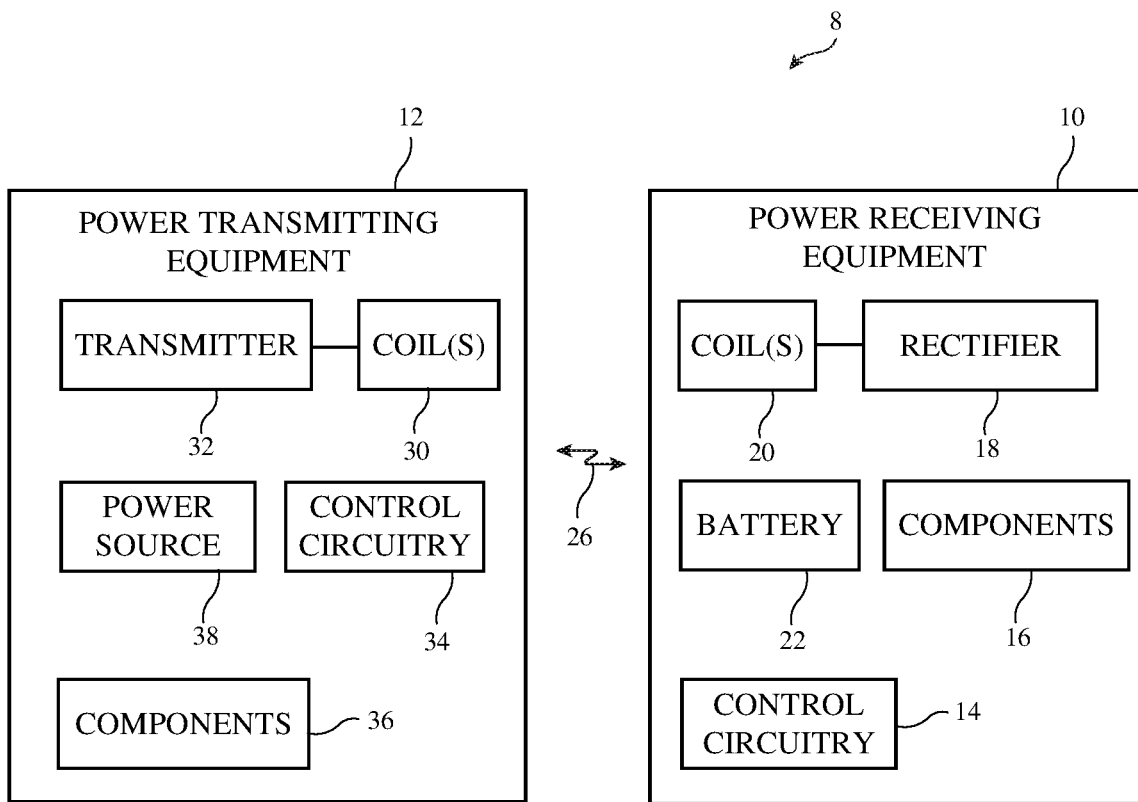 8
12
10
POWER TRANSMITTING
EQUIPMENT
TRANSMITTER
COIL(S)
32
30
POWER
SOURCE
CONTROL
CIRCUITRY
38
34
COMPONENTS
36
26
POWER RECEIVING
EQUIPMENT
COIL(S)
RECTIFIER
20
18
BATTERY
COMPONENTS
22
16
CONTROL
CIRCUITRY
14